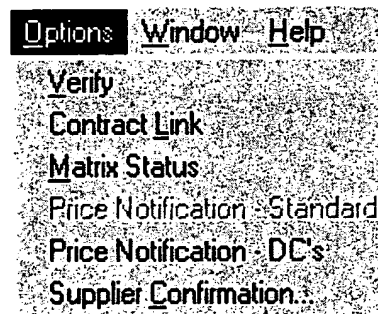 Options Window Help
Verify
Contract Link
Matrix Status
Price Notification - Standard
Price Notification - DC's
Supplier Confirmation...